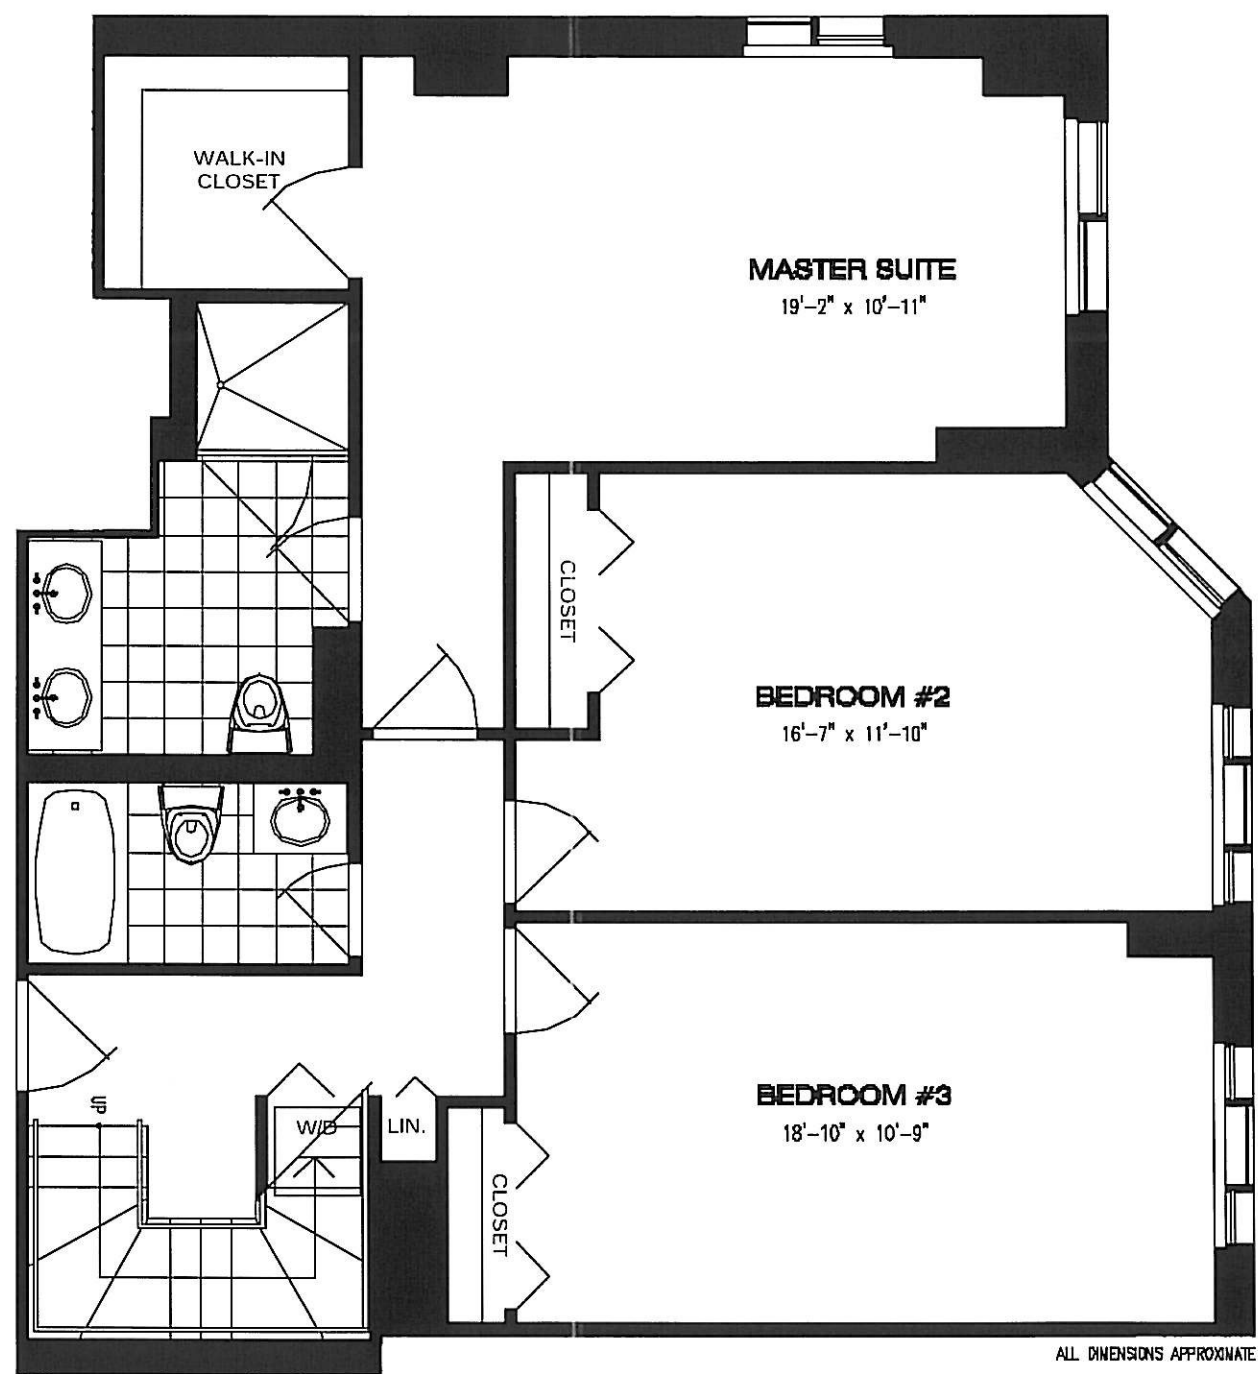 WALK-IN
CLOSET
MASTER SUITE
19'-2" x 10'-11"
CLOSET
BEDROOM #2
16'-7" x 11'-10"
BEDROOM #3
18'-10" x 10'-9"
UP
W/D
LIN.
CLOSET
ALL DIMENSIONS APPROXIMATE